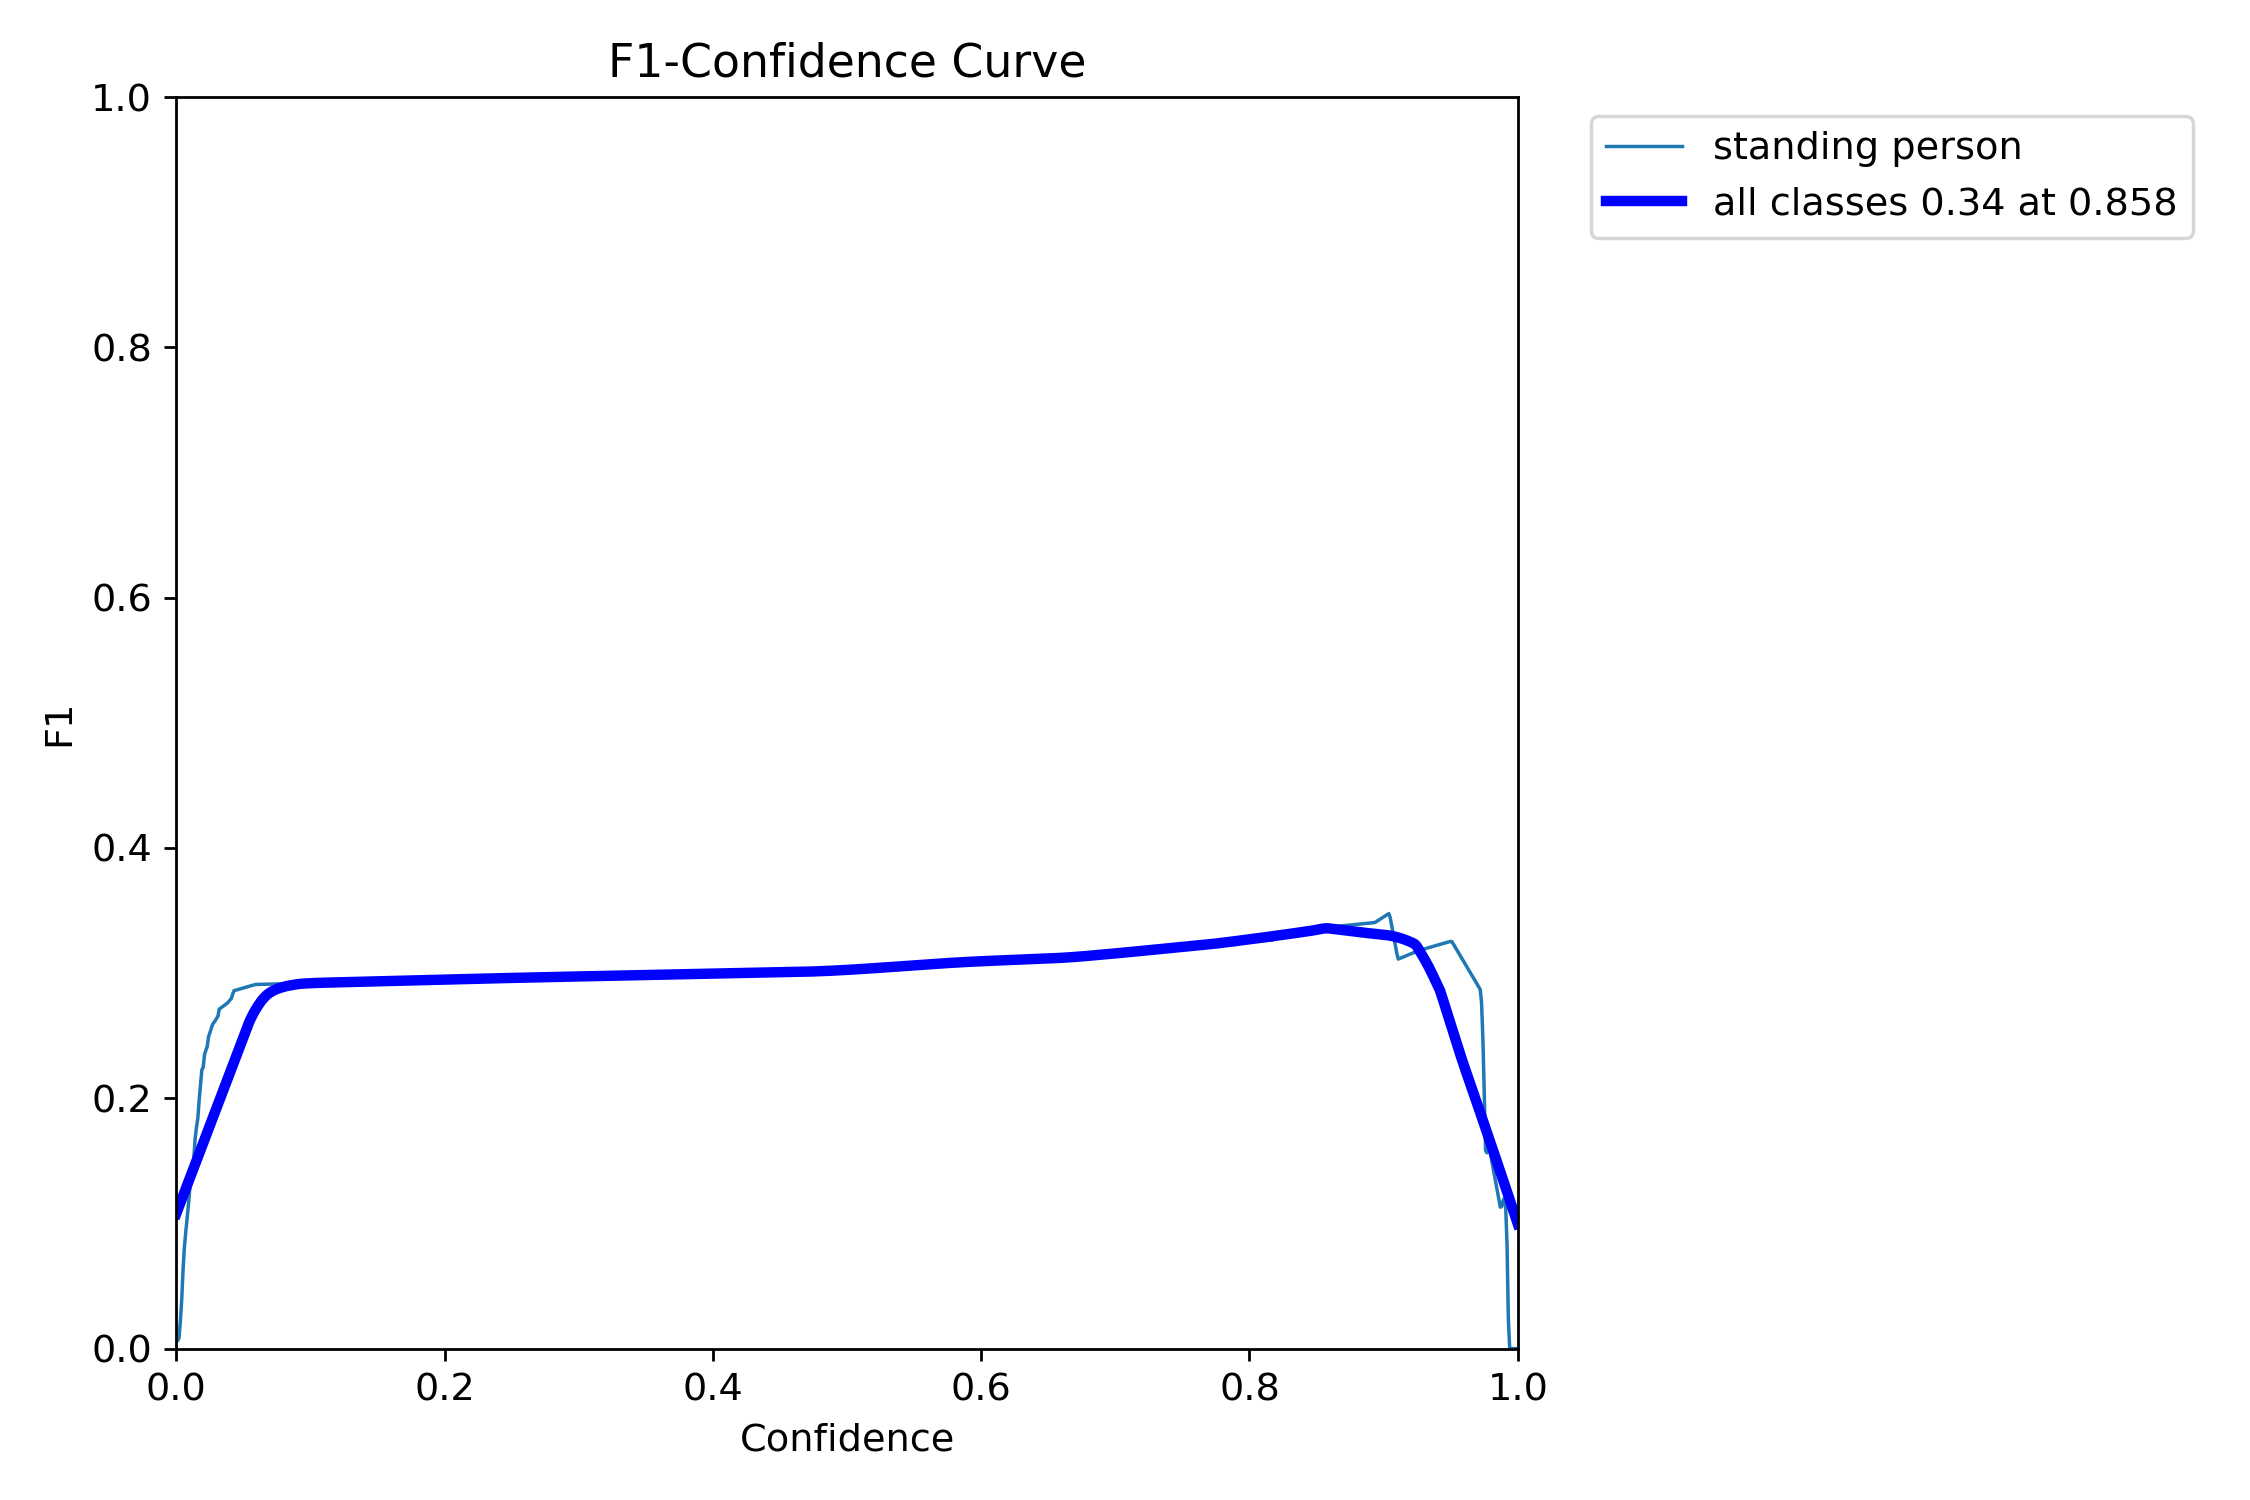 F1-Confidence Curve
1.0
0.8
0.6
0.4
0.2
0.0
F1
0.0 0.2 0.4 0.6 0.8 1.0
Confidence
standing person
all classes 0.34 at 0.858